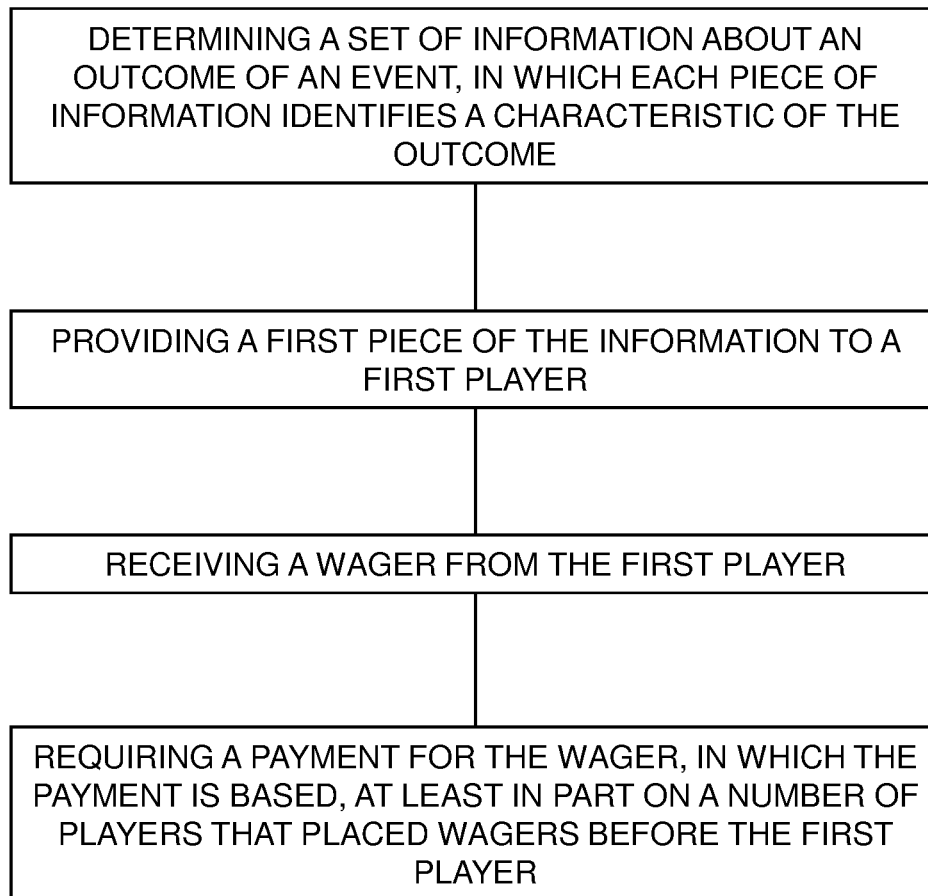 DETERMINING A SET OF INFORMATION ABOUT AN
OUTCOME OF AN EVENT, IN WHICH EACH PIECE OF
INFORMATION IDENTIFIES A CHARACTERISTIC OF THE
OUTCOME
PROVIDING A FIRST PIECE OF THE INFORMATION TO A
FIRST PLAYER
RECEIVING A WAGER FROM THE FIRST PLAYER
REQUIRING A PAYMENT FOR THE WAGER, IN WHICH THE
PAYMENT IS BASED, AT LEAST IN PART ON A NUMBER OF
PLAYERS THAT PLACED WAGERS BEFORE THE FIRST
PLAYER